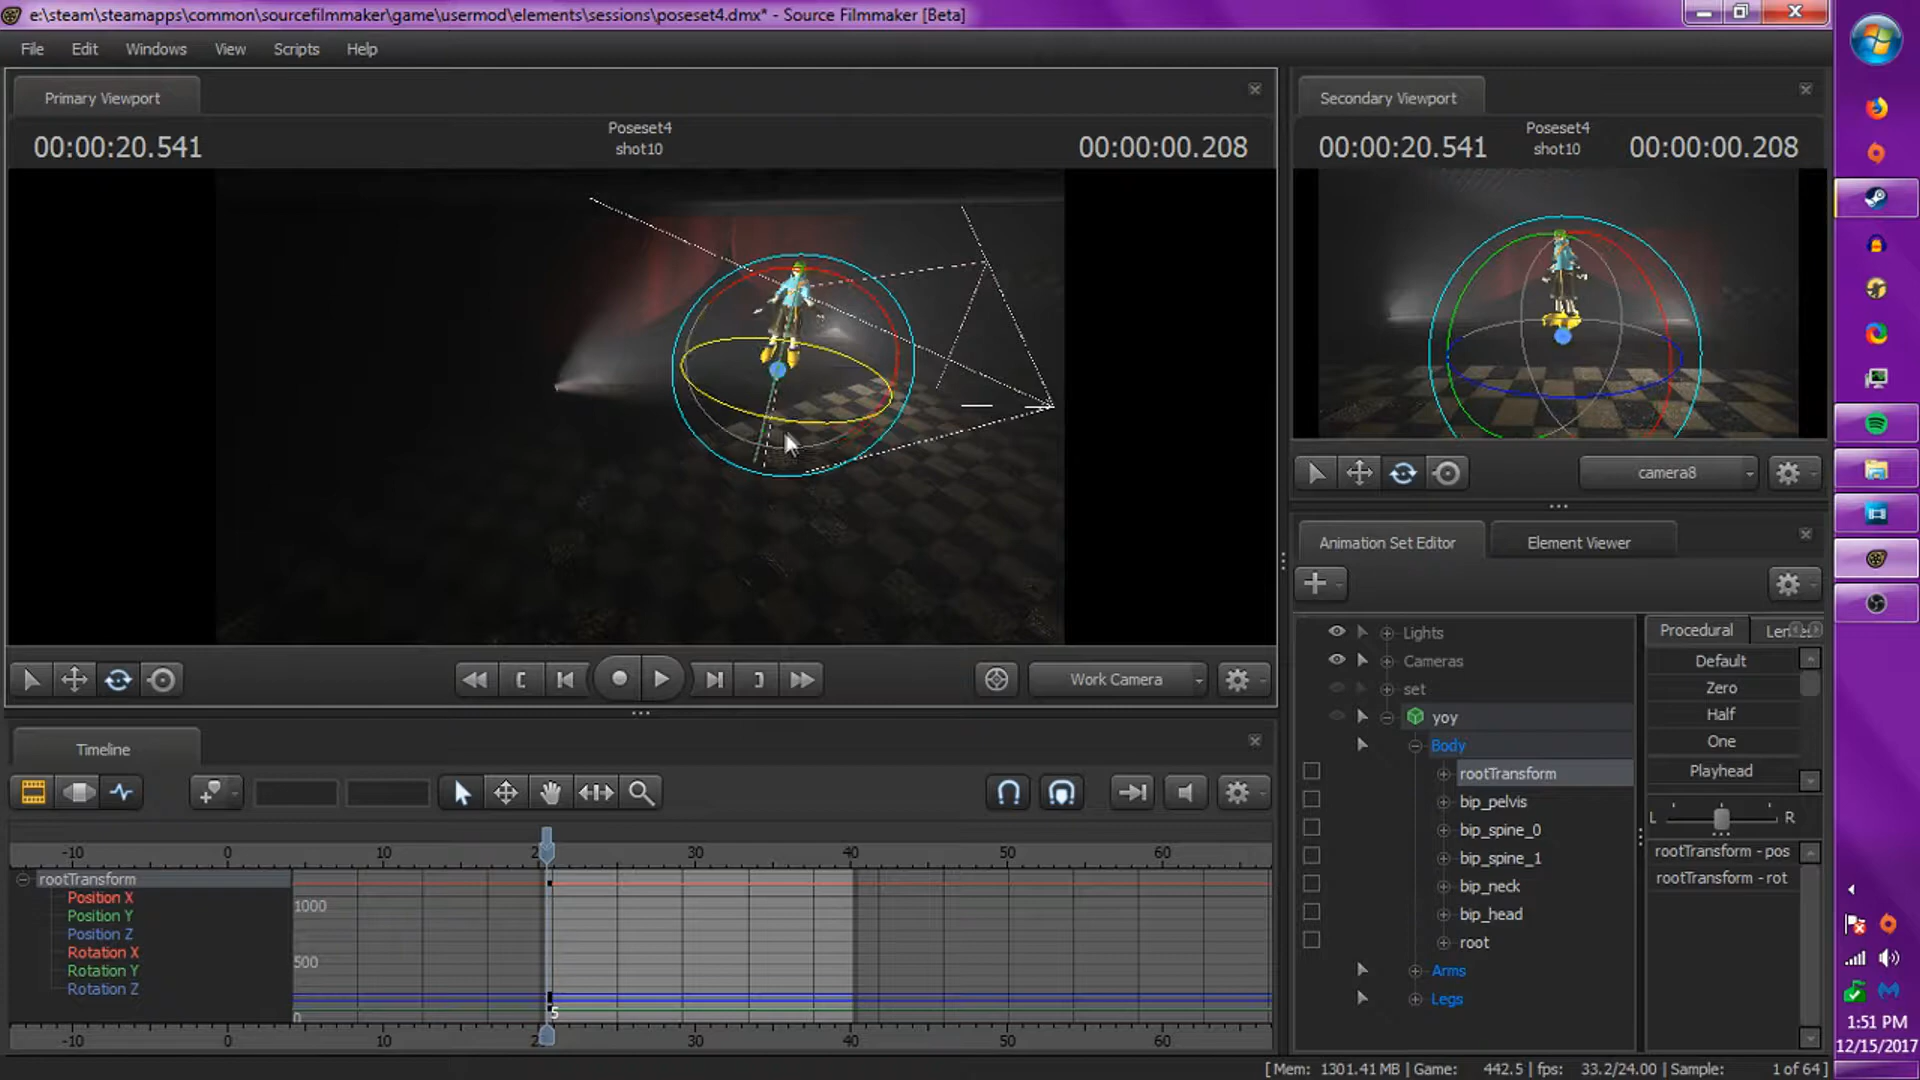 e:\steam\steamapps\common\sourcefilmmaker\game\usermod\elements\sessions\poseset4.dmx* - Source Filmmaker [Beta]
File Edit Windows View Scripts Help
Primary Viewport
00:00:20.541
Poseset4
shot10
00:00:00.208
Secondary Viewport
00:00:20.541
Poseset4
shot10
00:00:00.208
camera8
Work Camera
Animation Set Editor
Element Viewer
Lights
Cameras
set
yoy
Body
rootTransform
bip_pelvis
bip_spine_0
bip_spine_1
bip_neck
bip_head
root
Arms
Legs
Procedural
Default
Zero
Half
One
Playhead
L R
rootTransform - pos
rootTransform - rot
Timeline
-10 0 10 30 40 50 60
rootTransform
Position X
Position Y
Position Z
Rotation X
Rotation Y
Rotation Z
1000
500
0
5
-10 0 10 30 40 50 60
[ Mem: 1301.41 MB | Game: 442.5 | fps: 33.2/24.00 | Sample: 1 of 64 ]
1:51 PM
12/15/2017